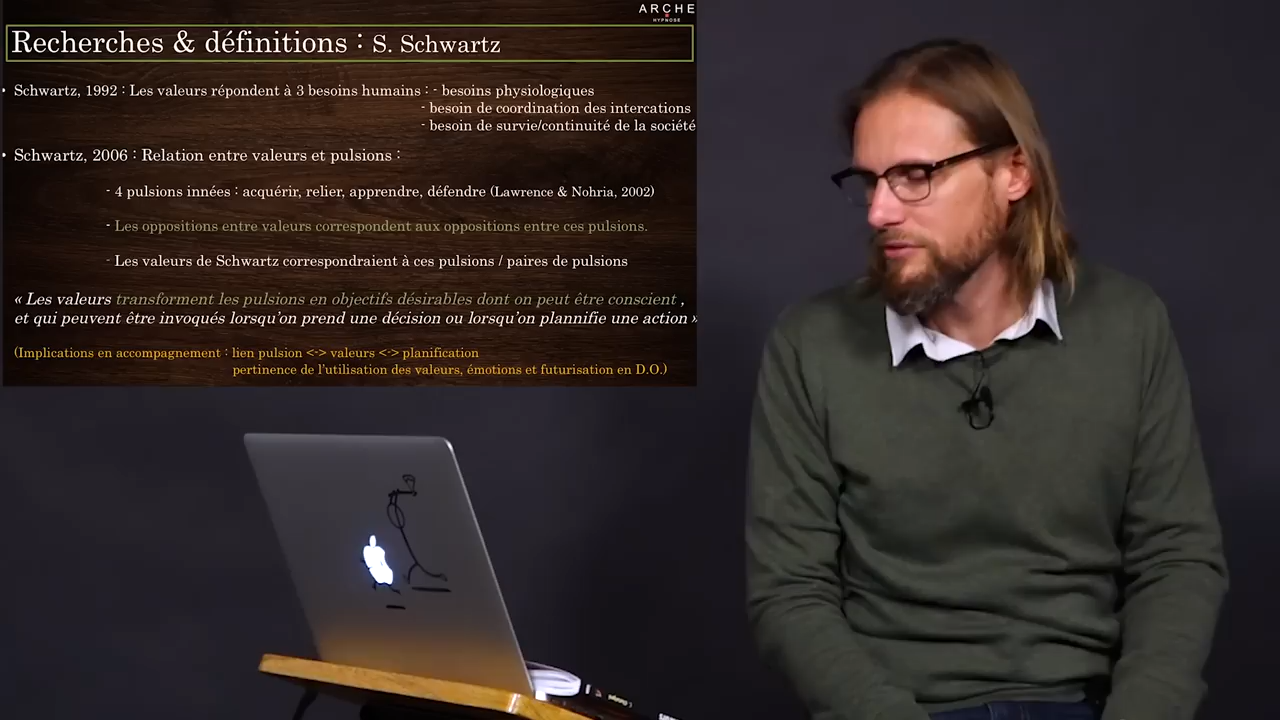 ARCHE
HYPNOSE
Recherches & définitions : S. Schwartz
• Schwartz, 1992 : Les valeurs répondent à 3 besoins humains : - besoins physiologiques
- besoin de coordination des intercations
- besoin de survie/continuité de la société
• Schwartz, 2006 : Relation entre valeurs et pulsions :
- 4 pulsions innées : acquérir, relier, apprendre, défendre (Lawrence & Nohria, 2002)
- Les oppositions entre valeurs correspondent aux oppositions entre ces pulsions.
- Les valeurs de Schwartz correspondraient à ces pulsions / paires de pulsions
« Les valeurs transforment les pulsions en objectifs désirables dont on peut être conscient ,
et qui peuvent être invoqués lorsqu'on prend une décision ou lorsqu'on plannifie une action »
(Implications en accompagnement : lien pulsion <-> valeurs <-> planification
pertinence de l'utilisation des valeurs, émotions et futurisation en D.O.)